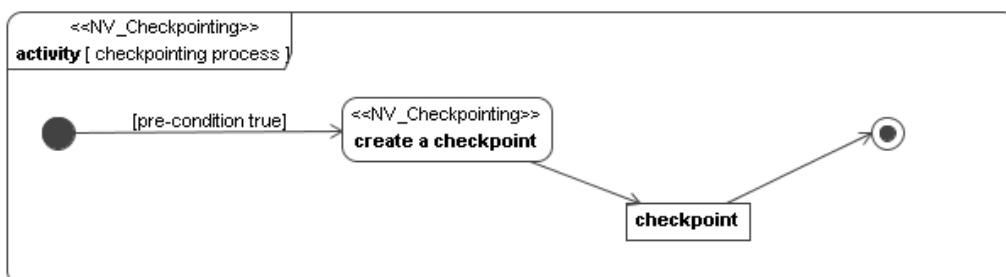 <<NV_Checkpointing>>
activity [ checkpointing process ]
[pre-condition true]
<<NV_Checkpointing>>
create a checkpoint
checkpoint